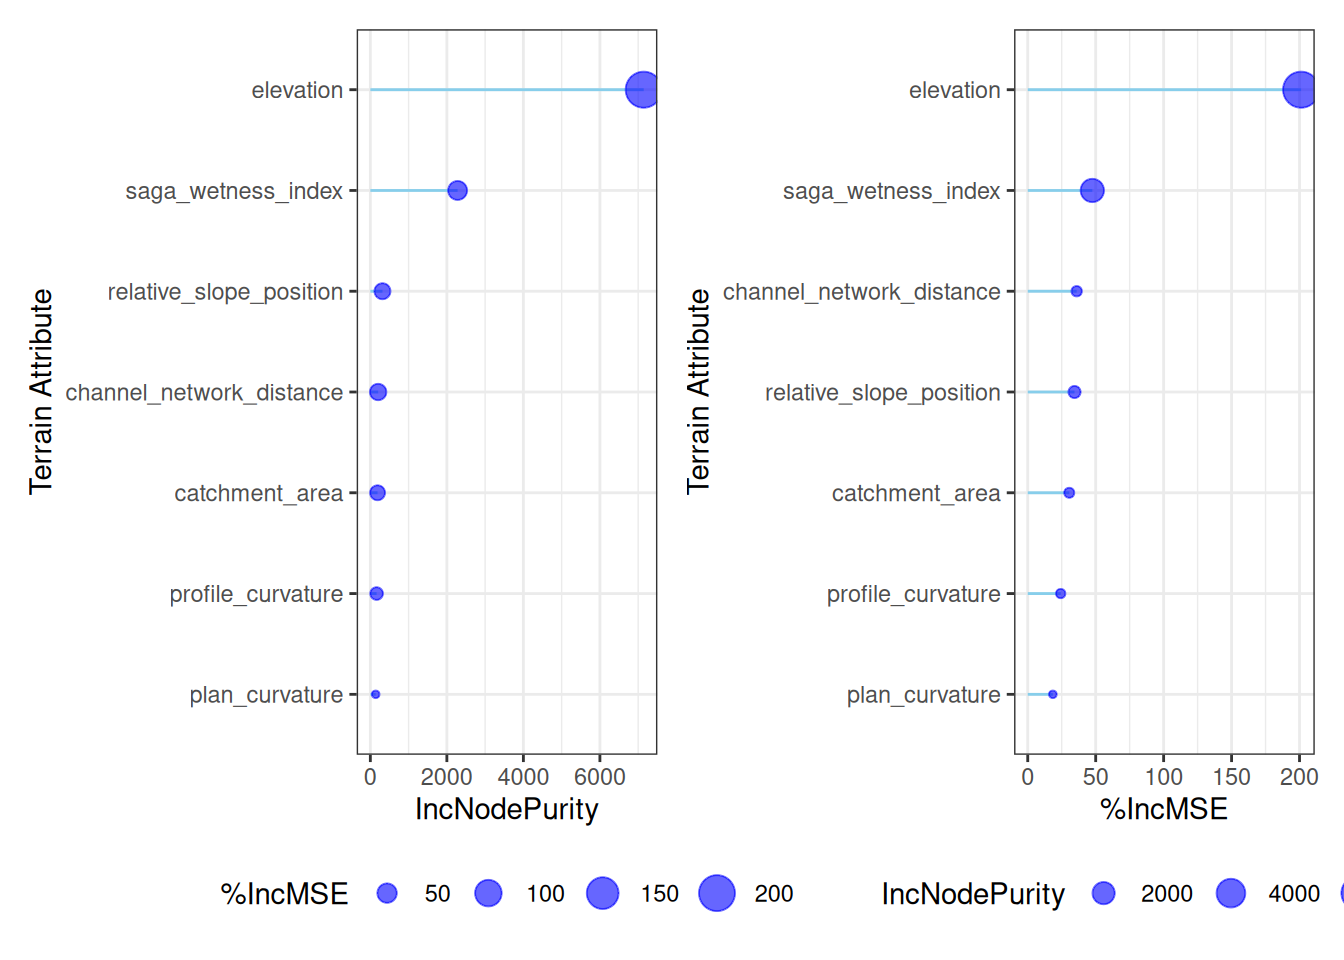 Terrain Attribute
elevation
saga_wetness_index
relative_slope_position
channel_network_distance
catchment_area
profile_curvature
plan_curvature
0 2000 4000 6000
IncNodePurity
%IncMSE 50 100 150 200
Terrain Attribute
elevation
saga_wetness_index
channel_network_distance
relative_slope_position
catchment_area
profile_curvature
plan_curvature
0 50 100 150 200
%IncMSE
IncNodePurity 2000 4000